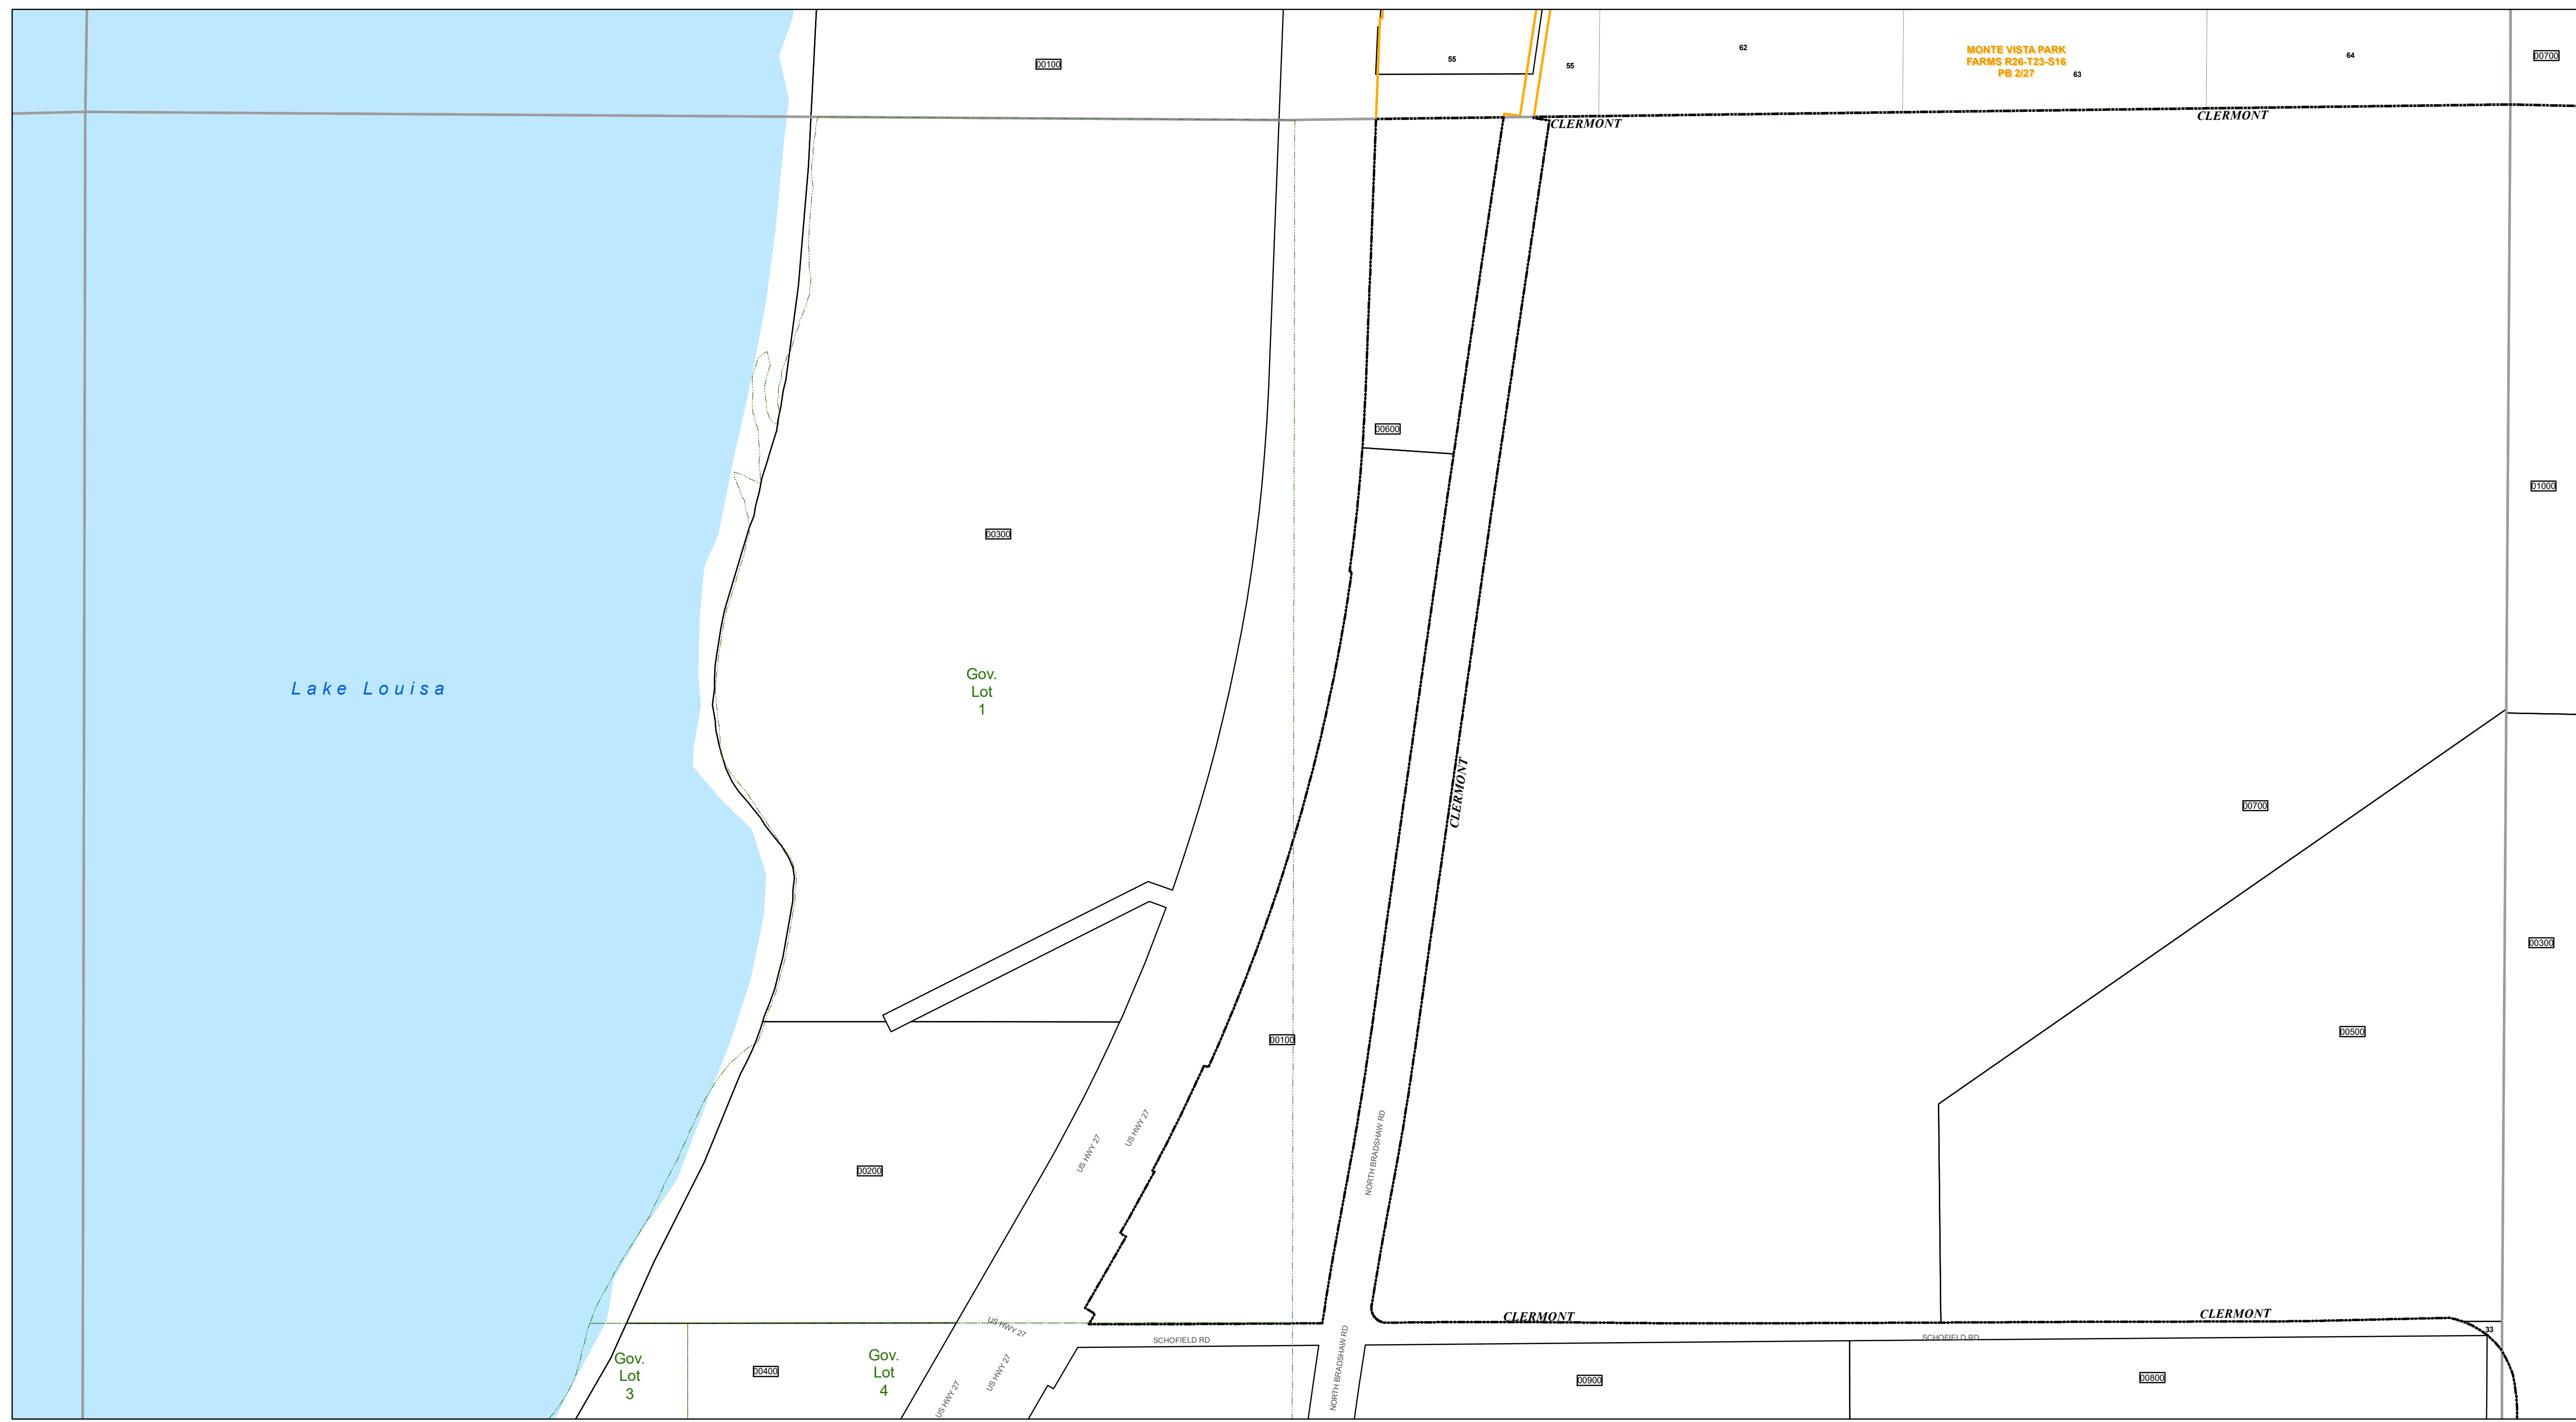 62
MONTE VISTA PARK
FARMS R26-T23-S16
PB 2/27
63
64
00700
00100
55
55
CLERMONT
CLERMONT
00600
01000
00300
Gov.
Lot
1
Lake Louisa
CLERMONT
00700
00300
00500
00100
US HWY 27
US HWY 27
NORTH BRADSHAW RD
00200
CLERMONT
CLERMONT
US HWY 27
SCHOFIELD RD
SCHOFIELD RD
33
Gov.
Lot
3
00400
Gov.
Lot
4
US HWY 27
US HWY 27
NORTH BRADSHAW RD
00900
00800